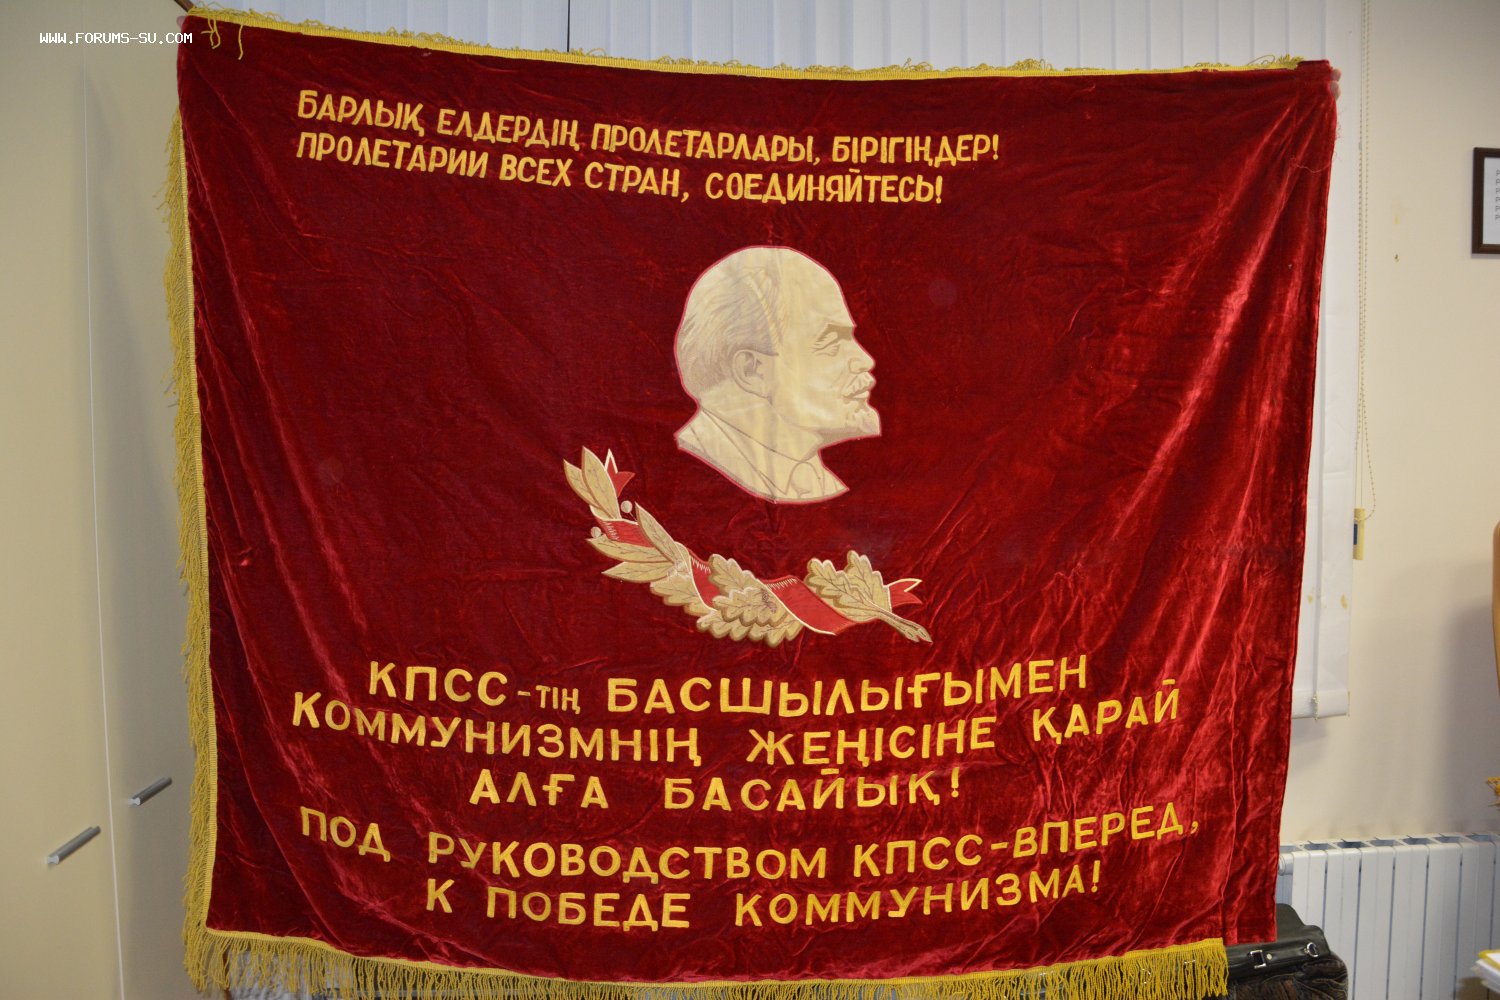 WWW.FORUMS-SU.COM
БАРЛЫҚ ЕЛДЕРДІҢ ПРОЛЕТАРЛАРЫ, БІРІГІҢДЕР!
ПРОЛЕТАРИИ ВСЕХ СТРАН, СОЕДИНЯЙТЕСЬ!
КПСС-тің БАСШЫЛЫҒЫМЕН
КОММУНИЗМНІҢ ЖЕҢІСІНЕ ҚАРАЙ
АЛҒА БАСАЙЫҚ!
ПОД РУКОВОДСТВОМ КПСС-ВПЕРЕД,
К ПОБЕДЕ КОММУНИЗМА!